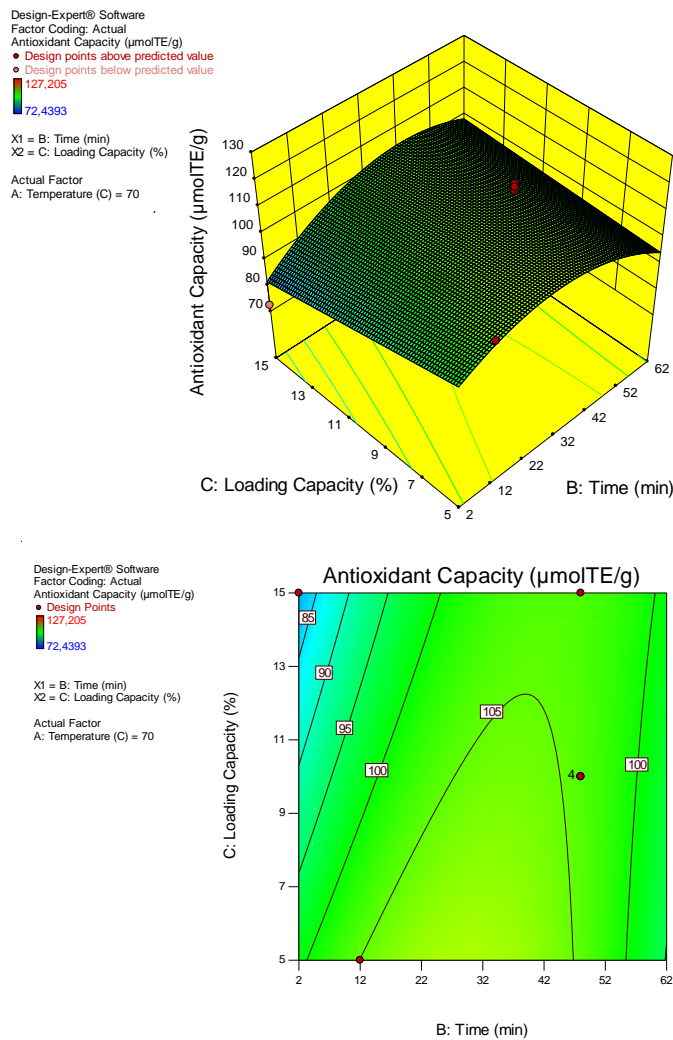 Design-Expert® Software
Factor Coding: Actual
Antioxidant Capacity (µmolTE/g)
Design points above predicted value
Design points below predicted value
127,205
72,4393
X1 = B: Time (min)
X2 = C: Loading Capacity (%)
Actual Factor
A: Temperature (C) = 70
Antioxidant Capacity (µmolTE/g)
130
120
110
100
90
80
70
15
13
11
9
7
5
2
12
22
32
42
52
62
C: Loading Capacity (%)
B: Time (min)
Design-Expert® Software
Factor Coding: Actual
Antioxidant Capacity (µmolTE/g)
Design Points
127,205
72,4393
X1 = B: Time (min)
X2 = C: Loading Capacity (%)
Actual Factor
A: Temperature (C) = 70
Antioxidant Capacity (µmolTE/g)
C: Loading Capacity (%)
15
13
11
9
7
5
85
90
95
100
105
100
4
2
12
22
32
42
52
62
B: Time (min)